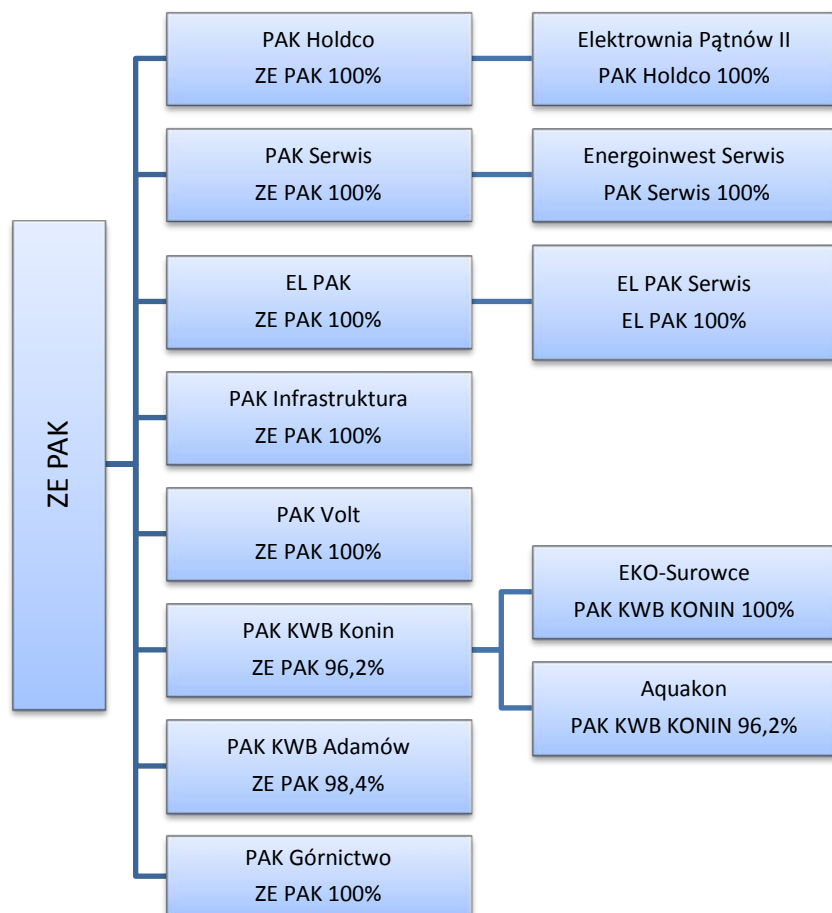 ZE PAK
PAK Holdco
ZE PAK 100%
Elektrownia Pątnów II
PAK Holdco 100%
PAK Serwis
ZE PAK 100%
Energoinwest Serwis
PAK Serwis 100%
EL PAK
ZE PAK 100%
EL PAK Serwis
EL PAK 100%
PAK Infrastruktura
ZE PAK 100%
PAK Volt
ZE PAK 100%
PAK KWB Konin
ZE PAK 96,2%
EKO-Surowce
PAK KWB KONIN 100%
Aquakon
PAK KWB KONIN 96,2%
PAK KWB Adamów
ZE PAK 98,4%
PAK Górnictwo
ZE PAK 100%